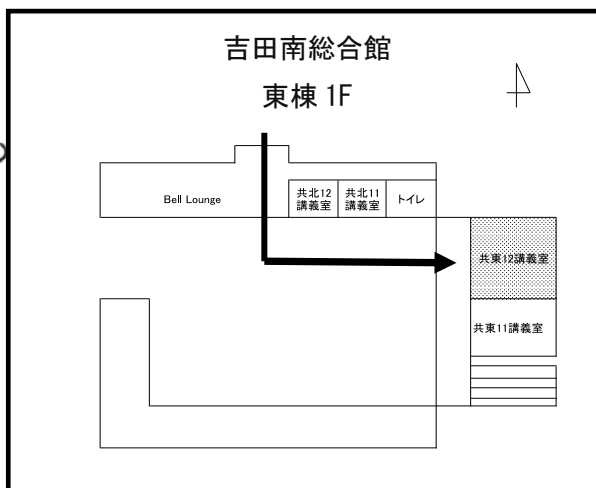 吉田南総合館
東棟 1F
Bell Lounge
共北12
講義室
共北11
講義室
トイレ
共東12講義室
共東11講義室